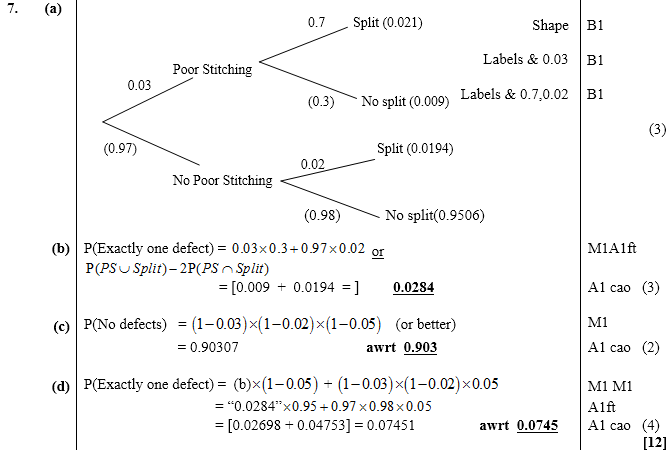 7. (a)
0.7 Split (0.021) Shape B1
Labels & 0.03 B1
Poor Stitching
0.03
(0.3) No split (0.009) Labels & 0.7,0.02 B1
(3)
(0.97) Split (0.0194)
0.02
No Poor Stitching
(0.98) No split(0.9506)
(b) P(Exactly one defect) = 0.03×0.3+0.97×0.02 or M1A1ft
P(PS∪Split)−2P(PS∩Split)
= [0.009 + 0.0194 = ] 0.0284 A1 cao (3)
(c) P(No defects) = (1−0.03)×(1−0.02)×(1−0.05) (or better) M1
= 0.90307 awrt 0.903 A1 cao (2)
(d) P(Exactly one defect) = (b)×(1−0.05) + (1−0.03)×(1−0.02)×0.05 M1 M1
= “0.0284”×0.95+0.97×0.98×0.05 A1ft
= [0.02698 + 0.04753] = 0.07451 awrt 0.0745 A1 cao (4)
[12]